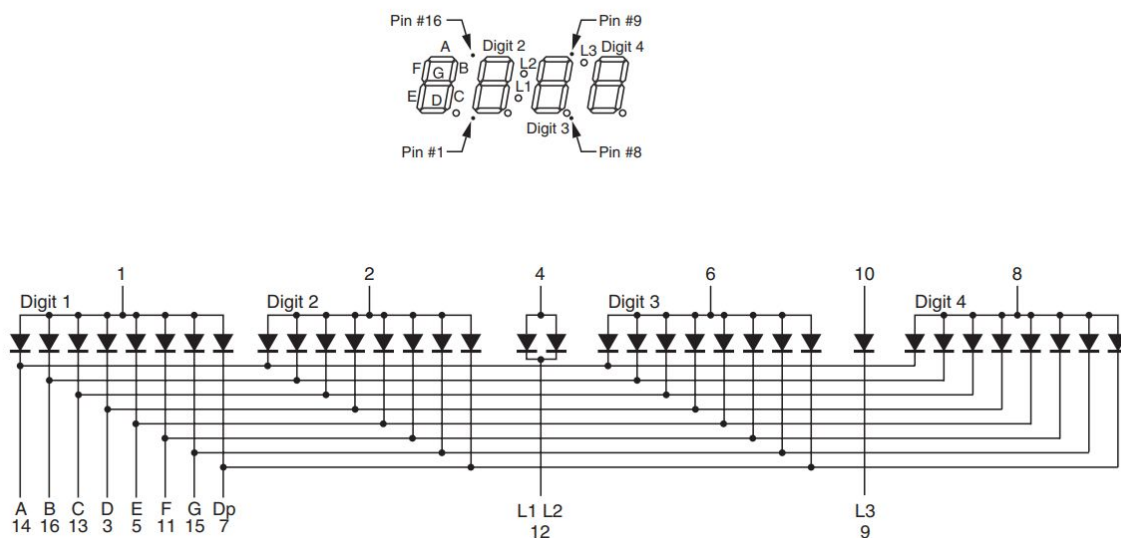 Pin #16 Pin #9
A Digit 2 L3 Digit 4
F G B L2
E D C L1
Digit 3
Pin #1 Pin #8
1 2 4 6 10 8
Digit 1 Digit 2 Digit 3 Digit 4
A B C D E F G Dp L1 L2 L3
14 16 13 3 5 11 15 7 12 9